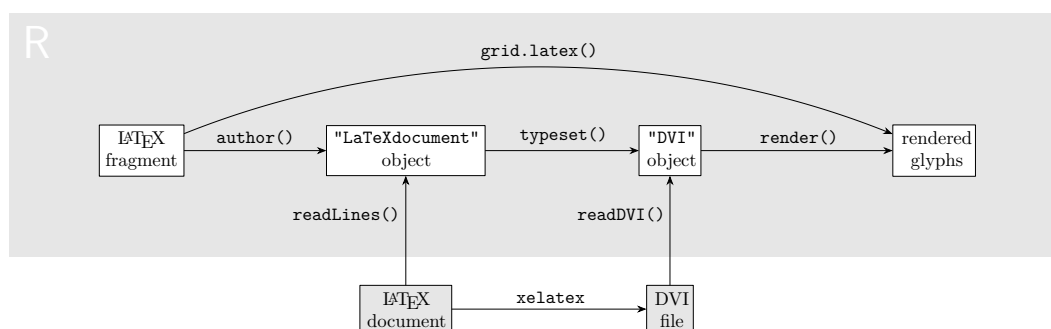 R
grid.latex()
LATEX
fragment
author()
"LaTeXdocument"
object
typeset()
"DVI"
object
render()
rendered
glyphs
readLines()
readDVI()
LATEX
document
xelatex
DVI
file